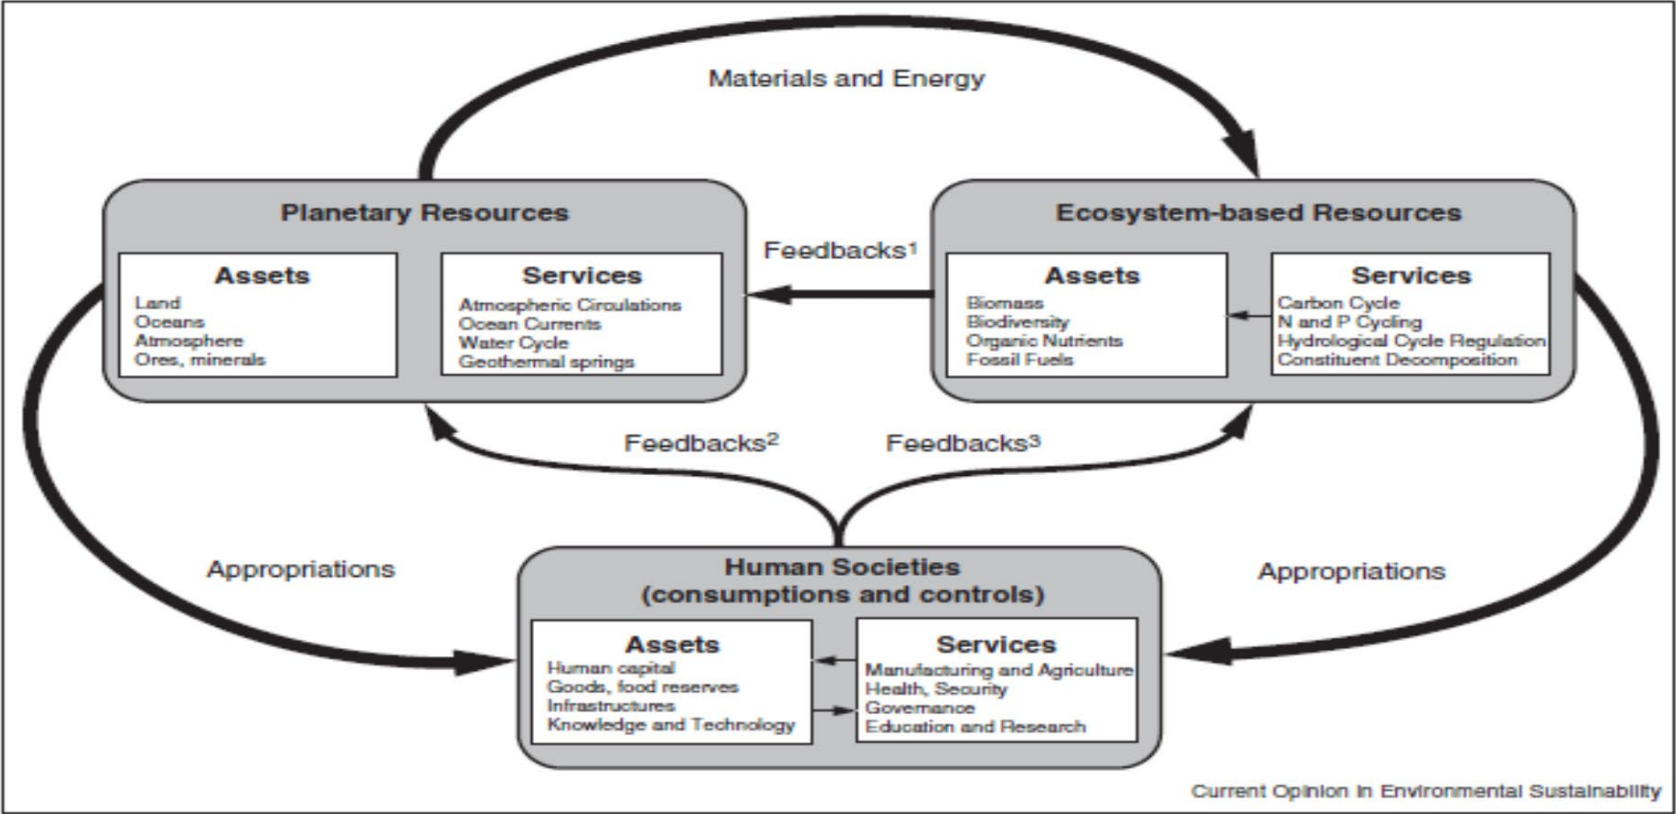 Materials and Energy
Planetary Resources
Assets
Land
Oceans
Atmosphere
Ores, minerals
Services
Atmospheric Circulations
Ocean Currents
Water Cycle
Geothermal springs
Feedbacks¹
Ecosystem-based Resources
Assets
Biomass
Biodiversity
Organic Nutrients
Fossil Fuels
Services
Carbon Cycle
N and P Cycling
Hydrological Cycle Regulation
Constituent Decomposition
Feedbacks²
Feedbacks³
Appropriations
Appropriations
Human Societies
(consumptions and controls)
Assets
Human capital
Goods, food reserves
Infrastructures
Knowledge and Technology
Services
Manufacturing and Agriculture
Health, Security
Governance
Education and Research
Current Opinion in Environmental Sustainability